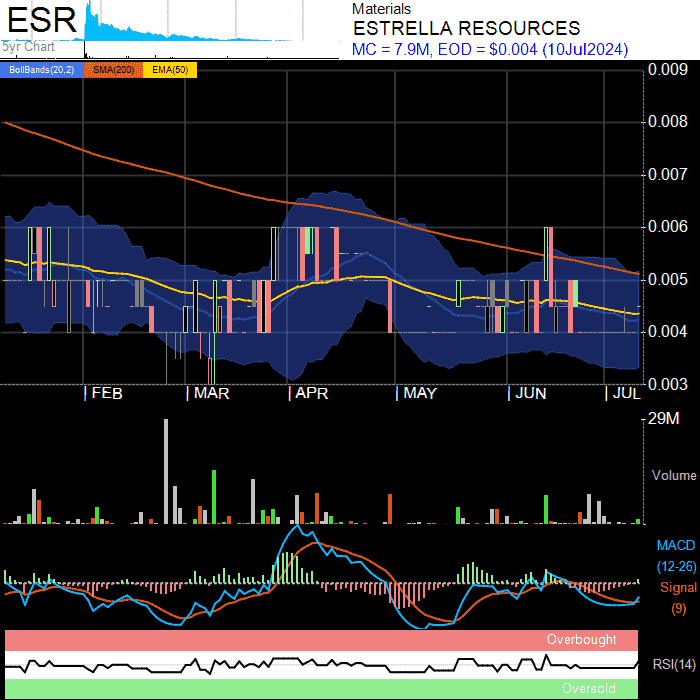 ESR
5yr Chart
Materials
ESTRELLA RESOURCES
MC = 7.9M, EOD = $0.004 (10Jul2024)
BollBands(20,2) SMA(200) EMA(50)
0.009
0.008
0.007
0.006
0.005
0.004
0.003
FEB MAR APR MAY JUN JUL
29M
Volume
MACD
(12-26)
Signal
(9)
Overbought
RSI(14)
Oversold